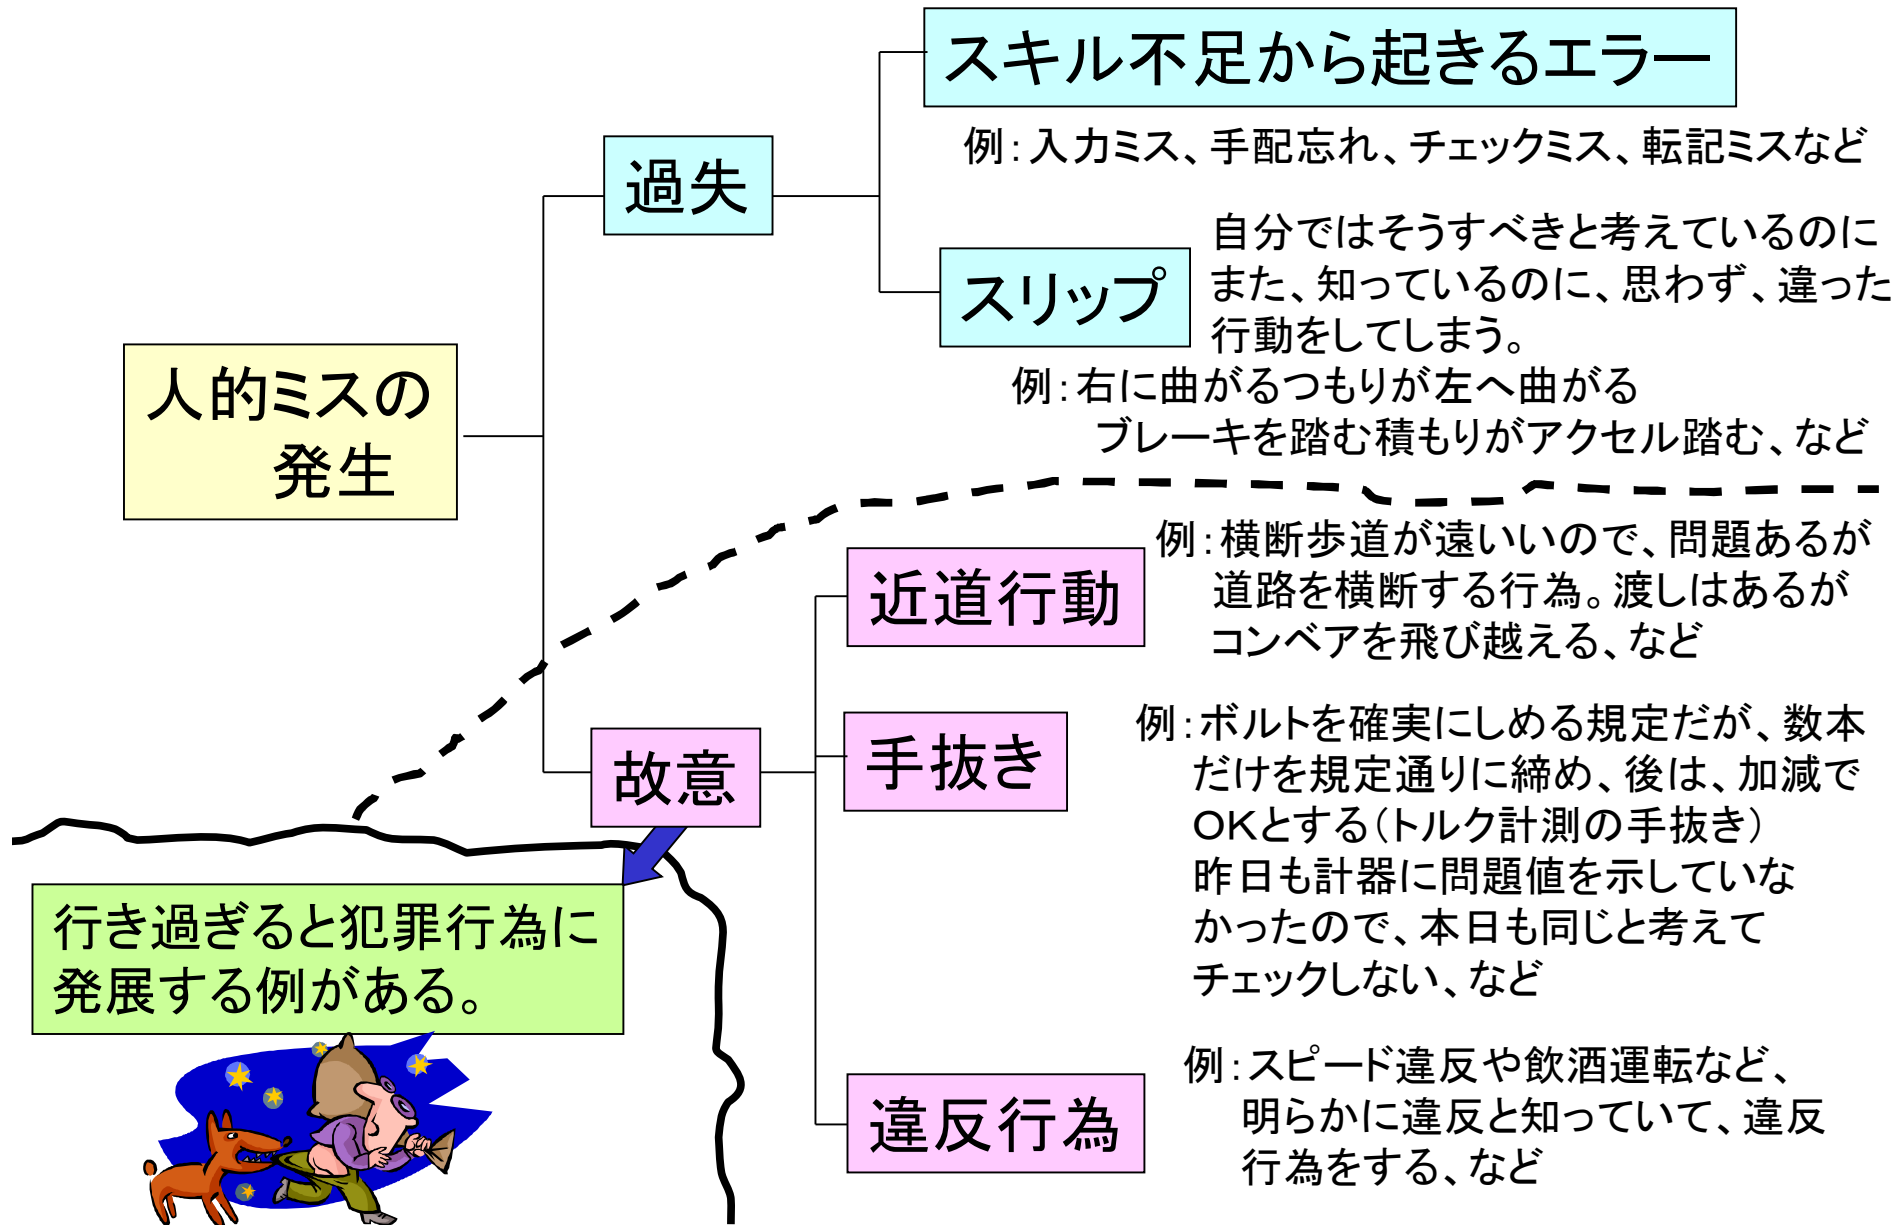 スキル不足から起きるエラー
例：入力ミス、手配忘れ、チェックミス、転記ミスなど
過失
スリップ
自分ではそうすべきと考えているのに
また、知っているのに、思わず、違った
行動をしてしまう。
例：右に曲がるつもりが左へ曲がる
ブレーキを踏む積もりがアクセル踏む、など
人的ミスの
発生
近道行動
例：横断歩道が遠いいので、問題あるが
道路を横断する行為。渡しはあるが
コンベアを飛び越える、など
故意
手抜き
例：ボルトを確実にしめる規定だが、数本
だけを規定通りに締め、後は、加減で
OKとする（トルク計測の手抜き）
昨日も計器に問題値を示していな
かったので、本日も同じと考えて
チェックしない、など
行き過ぎると犯罪行為に
発展する例がある。
違反行為
例：スピード違反や飲酒運転など、
明らかに違反と知っていて、違反
行為をする、など